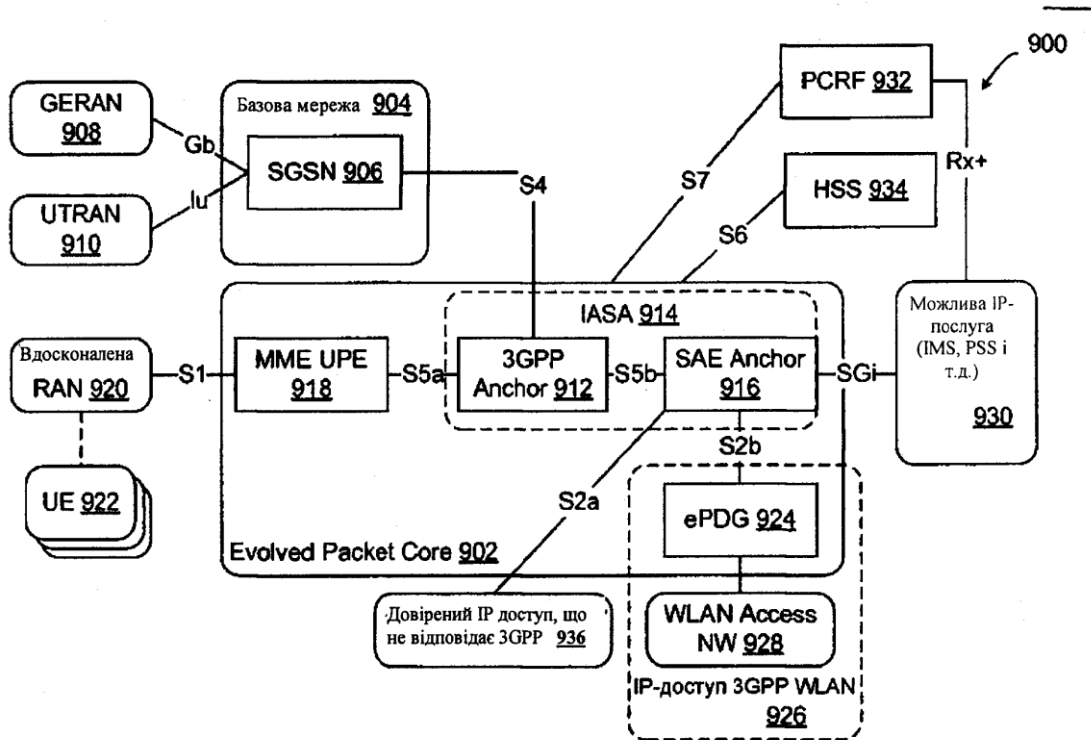 900
GERAN
908
Gb
UTRAN
910
Iu
Базова мережа 904
SGSN 906
S4
PCRF 932
S7
Rx+
HSS 934
S6
IASA 914
Вдосконалена
RAN 920
S1
MME UPE
918
S5a
3GPP
Anchor 912
S5b
SAE Anchor
916
SGi
Можлива IP-
послуга
(IMS, PSS і
т.д.)
930
UE 922
S2a
S2b
ePDG 924
Evolved Packet Core 902
Довірений IP доступ, що
не відповідає 3GPP 936
WLAN Access
NW 928
IP-доступ 3GPP WLAN
926